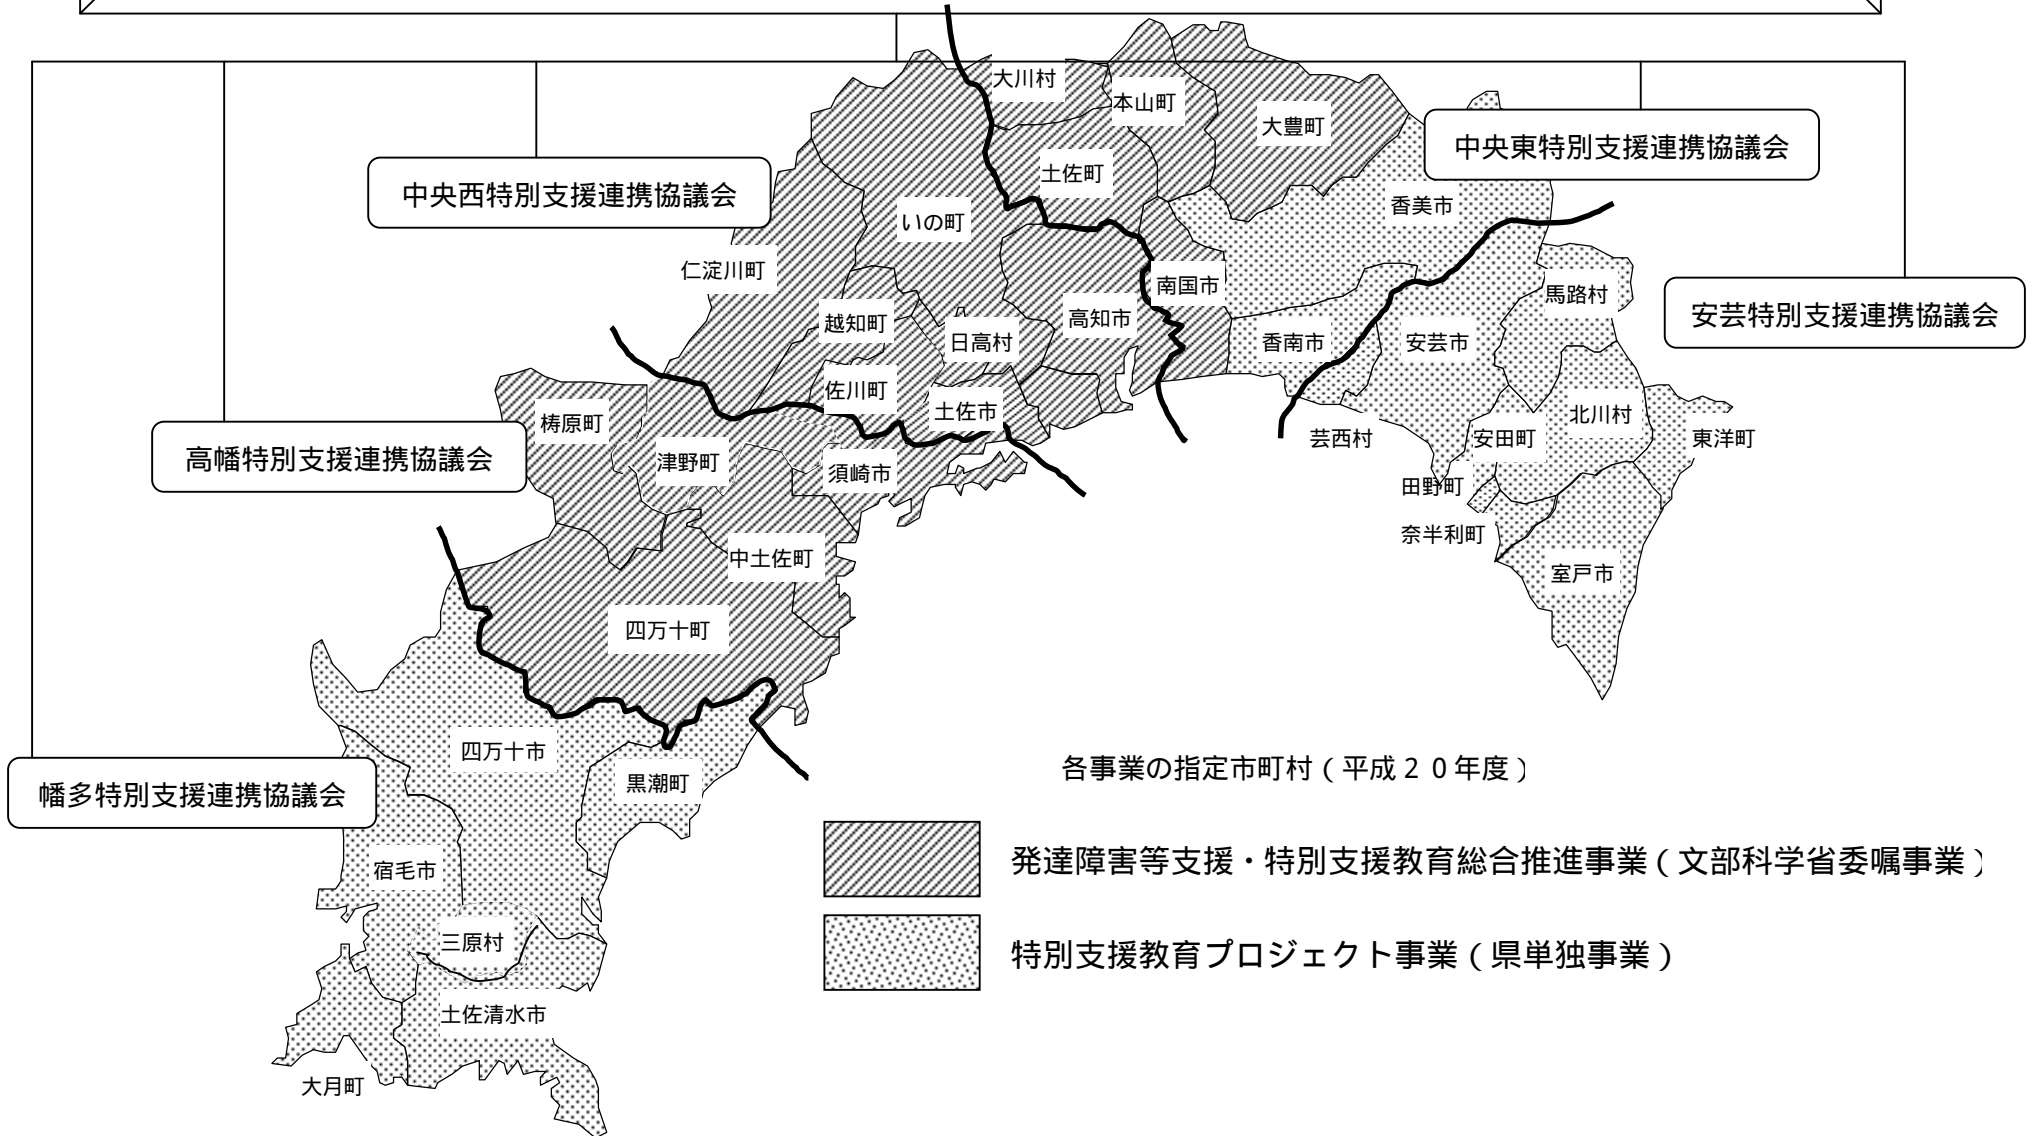 大川村
本山町
大豊町
中央東特別支援連携協議会
中央西特別支援連携協議会
土佐町
香美市
いの町
仁淀川町
南国市
馬路村
安芸特別支援連携協議会
越知町
日高村
高知市
香南市
安芸市
佐川町
土佐市
梼原町
北川村
高幡特別支援連携協議会
津野町
須崎市
芸西村
安田町
東洋町
田野町
奈半利町
中土佐町
室戸市
四万十町
四万十市
黒潮町
幡多特別支援連携協議会
各事業の指定市町村（平成２０年度）
宿毛市
発達障害等支援・特別支援教育総合推進事業（文部科学省委嘱事業）
三原村
特別支援教育プロジェクト事業（県単独事業）
土佐清水市
大月町